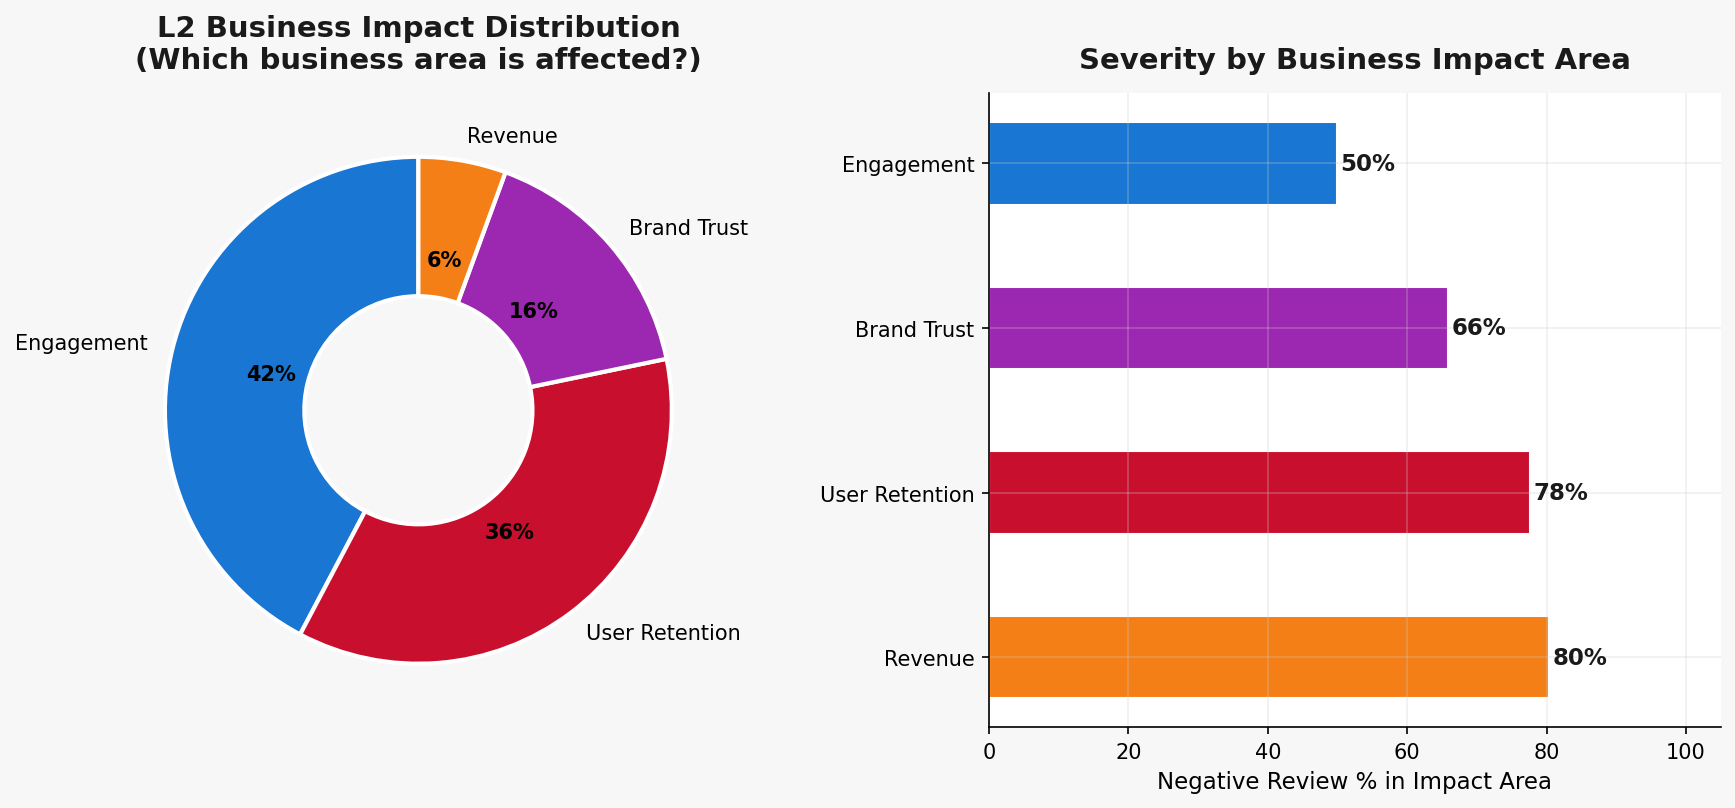 L2 Business Impact Distribution
(Which business area is affected?)
Revenue
Brand Trust
6%
16%
Engagement
42%
36%
User Retention
Severity by Business Impact Area
Engagement
50%
Brand Trust
66%
User Retention
78%
Revenue
80%
0 20 40 60 80 100
Negative Review % in Impact Area